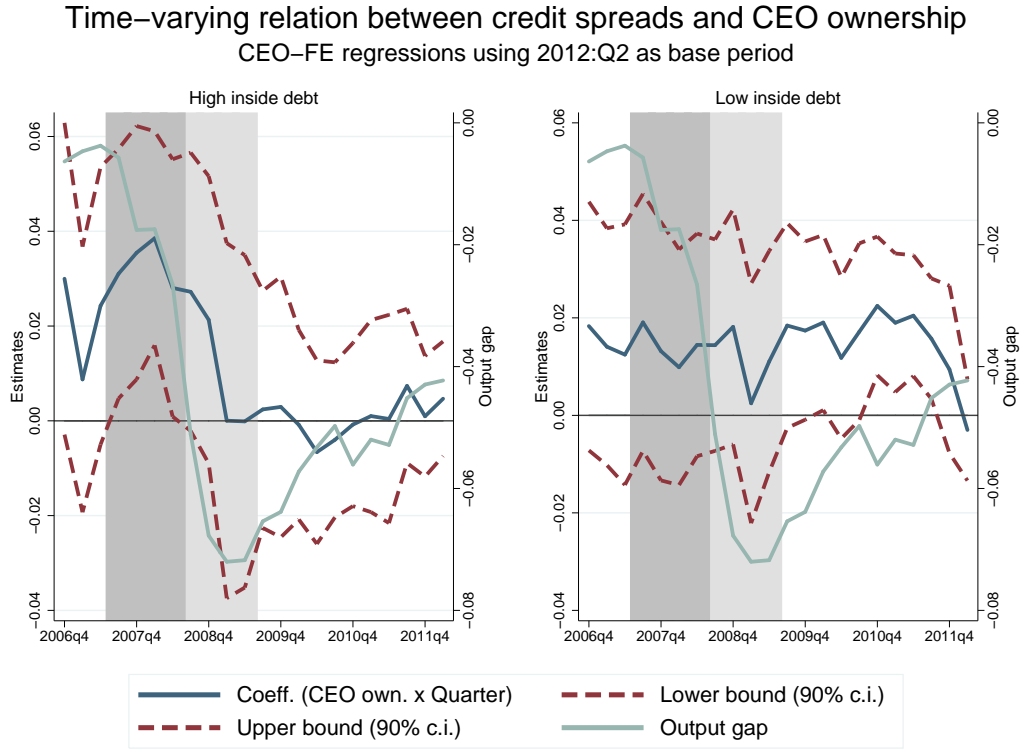 Time−varying relation between credit spreads and CEO ownership
CEO−FE regressions using 2012:Q2 as base period
High inside debt
0.06
0.04
0.02
0.00
−0.02
−0.04
Estimates
0.00
−0.02
−0.04
−0.06
−0.08
Output gap
2006q4 2007q4 2008q4 2009q4 2010q4 2011q4
Low inside debt
0.06
0.04
0.02
0.00
−0.02
−0.04
Estimates
0.00
−0.02
−0.04
−0.06
−0.08
Output gap
2006q4 2007q4 2008q4 2009q4 2010q4 2011q4
Coeff. (CEO own. x Quarter)
Lower bound (90% c.i.)
Upper bound (90% c.i.)
Output gap